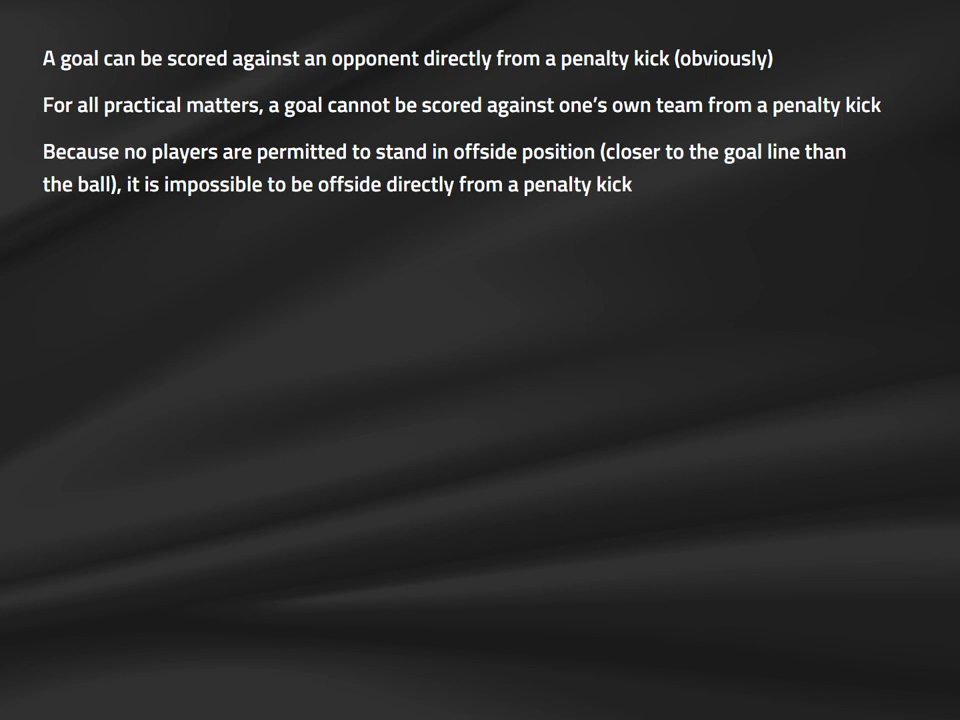 A goal can be scored against an opponent directly from a penalty kick (obviously)
For all practical matters, a goal cannot be scored against one’s own team from a penalty kick
Because no players are permitted to stand in offside position (closer to the goal line than
the ball), it is impossible to be offside directly from a penalty kick